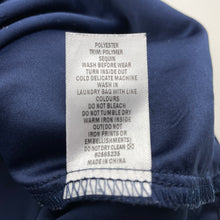 POLYESTER
TRIM: POLYMER
SEQUIN
WASH BEFORE WEAR
TURN INSIDE OUT
COLD DELICATE MACHINE
WASH IN
LAUNDRY BAG WITH LIKE
COLOURS
DO NOT BLEACH
DO NOT TUMBLE DRY
WARM IRON INSIDE
OUT(DO NOT
IRON PRINTS OR
EMBELLISHMENTS)
DO NOT DRY CLEAN
MADE IN CHINA